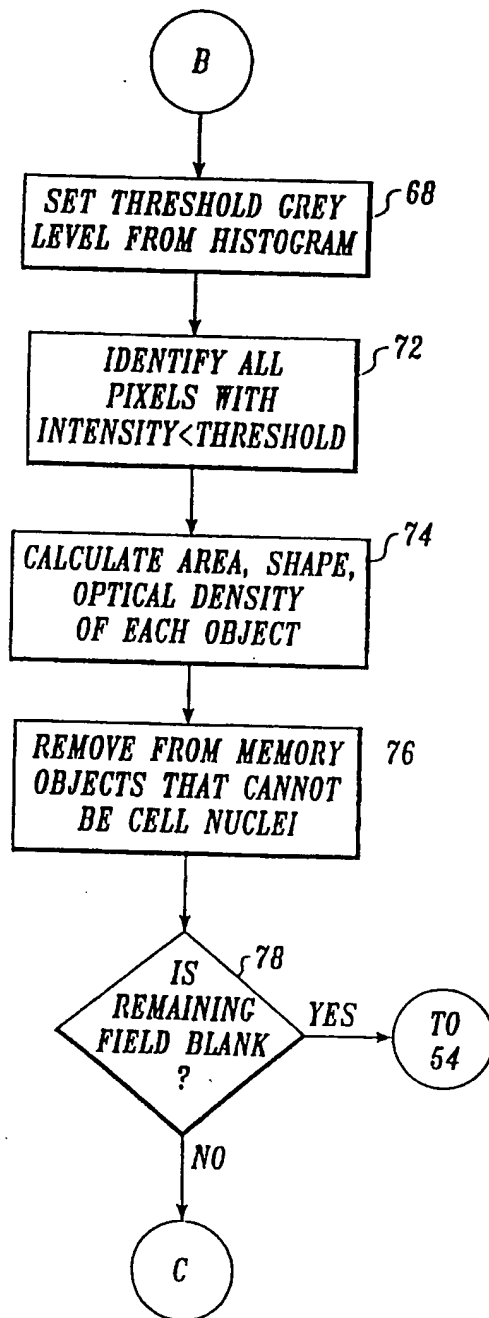 B
SET THRESHOLD GREY
LEVEL FROM HISTOGRAM
68
IDENTIFY ALL
PIXELS WITH
INTENSITY<THRESHOLD
72
CALCULATE AREA, SHAPE,
OPTICAL DENSITY
OF EACH OBJECT
74
REMOVE FROM MEMORY
OBJECTS THAT CANNOT
BE CELL NUCLEI
76
IS
REMAINING
FIELD BLANK
?
78
YES
TO
54
NO
C